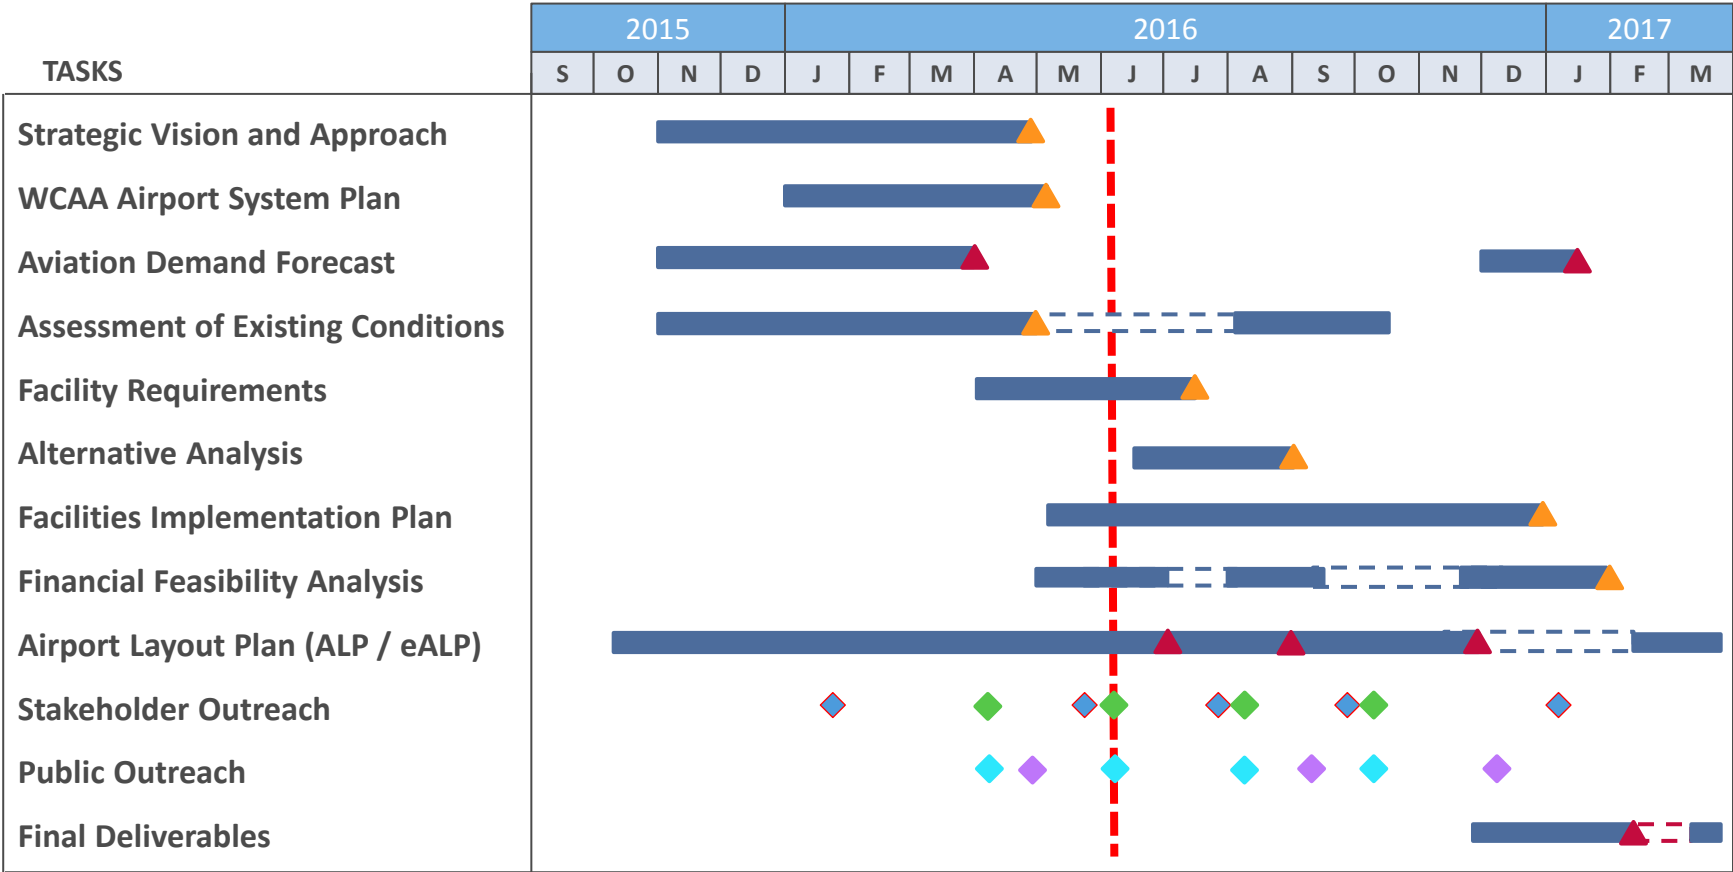 2015 2016 2017
TASKS S O N D J F M A M J J A S O N D J F M
Strategic Vision and Approach
WCAA Airport System Plan
Aviation Demand Forecast
Assessment of Existing Conditions
Facility Requirements
Alternative Analysis
Facilities Implementation Plan
Financial Feasibility Analysis
Airport Layout Plan (ALP / eALP)
Stakeholder Outreach
Public Outreach
Final Deliverables